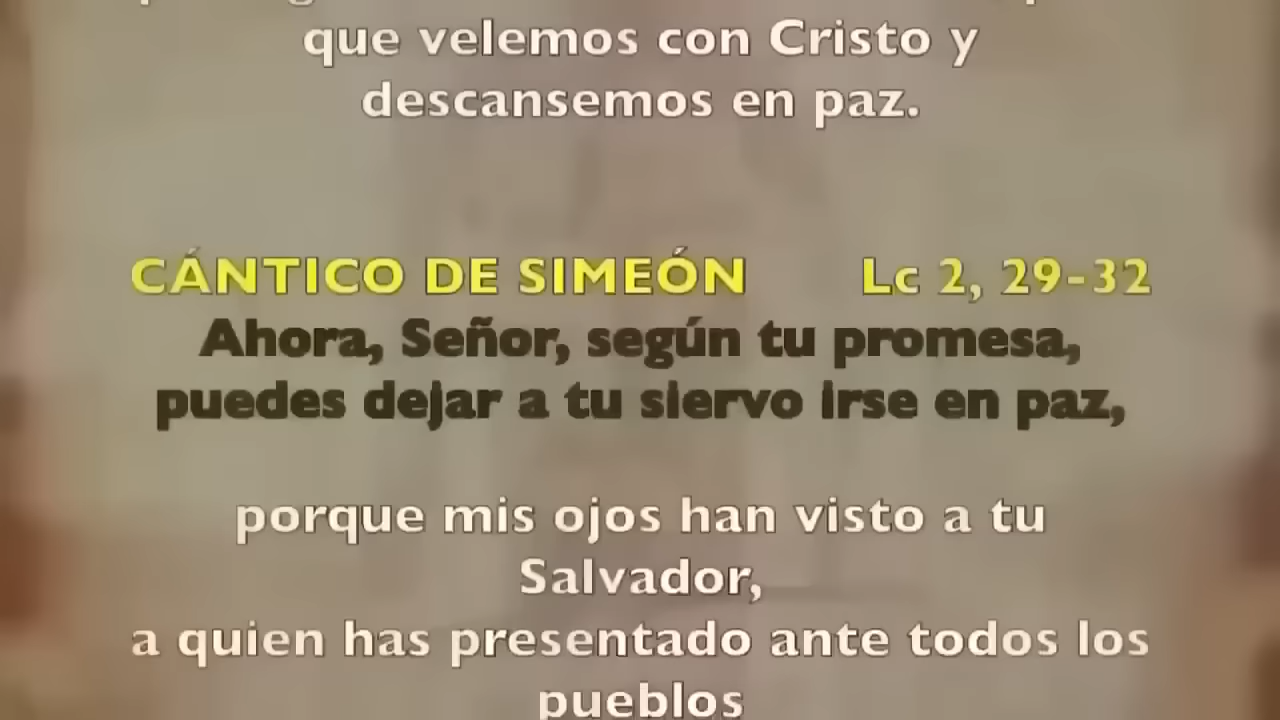 que velemos con Cristo y
descansemos en paz.
CÁNTICO DE SIMEÓN Lc 2, 29-32
Ahora, Señor, según tu promesa,
puedes dejar a tu siervo irse en paz,
porque mis ojos han visto a tu
Salvador,
a quien has presentado ante todos los
pueblos